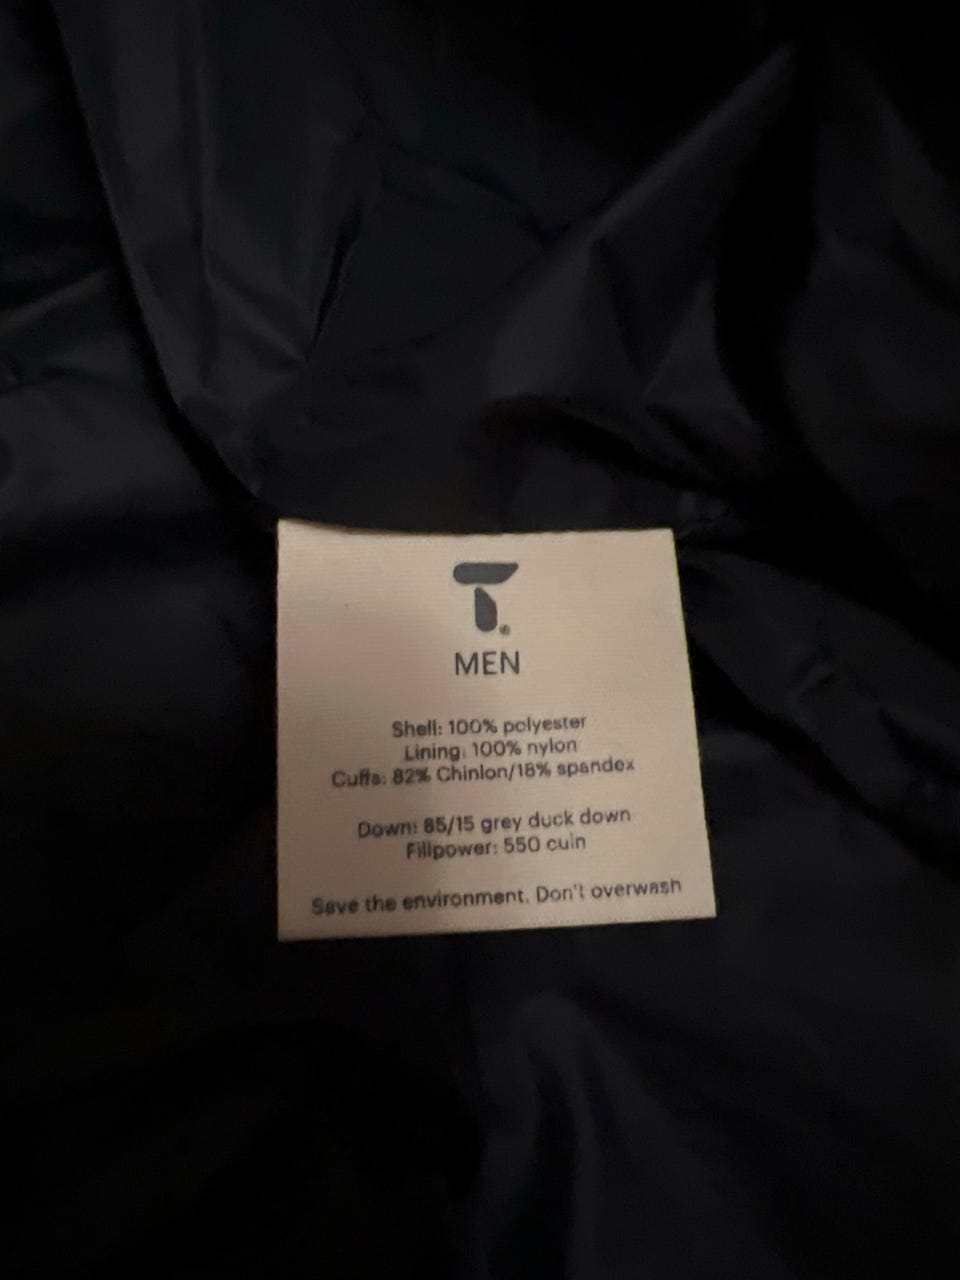 T.®
MEN
Shell: 100% polyester
Lining: 100% nylon
Cuffs: 82% Chinlon/18% spandex
Down: 85/15 grey duck down
Fillpower: 550 cuin
Save the environment. Don't overwash